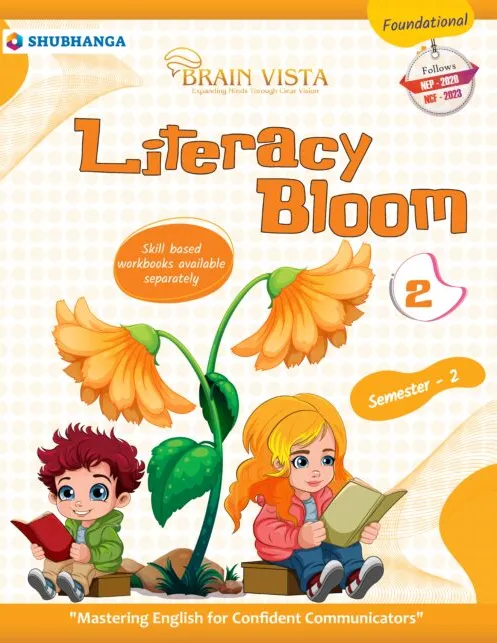 SHUBHANGA
Foundational
Follows
NEP - 2020
NCF - 2023
BRAIN VISTA
Expanding Minds Through Clear Vision
Literacy
Bloom
Skill based
workbooks available
separately
2
Semester - 2
"Mastering English for Confident Communicators"